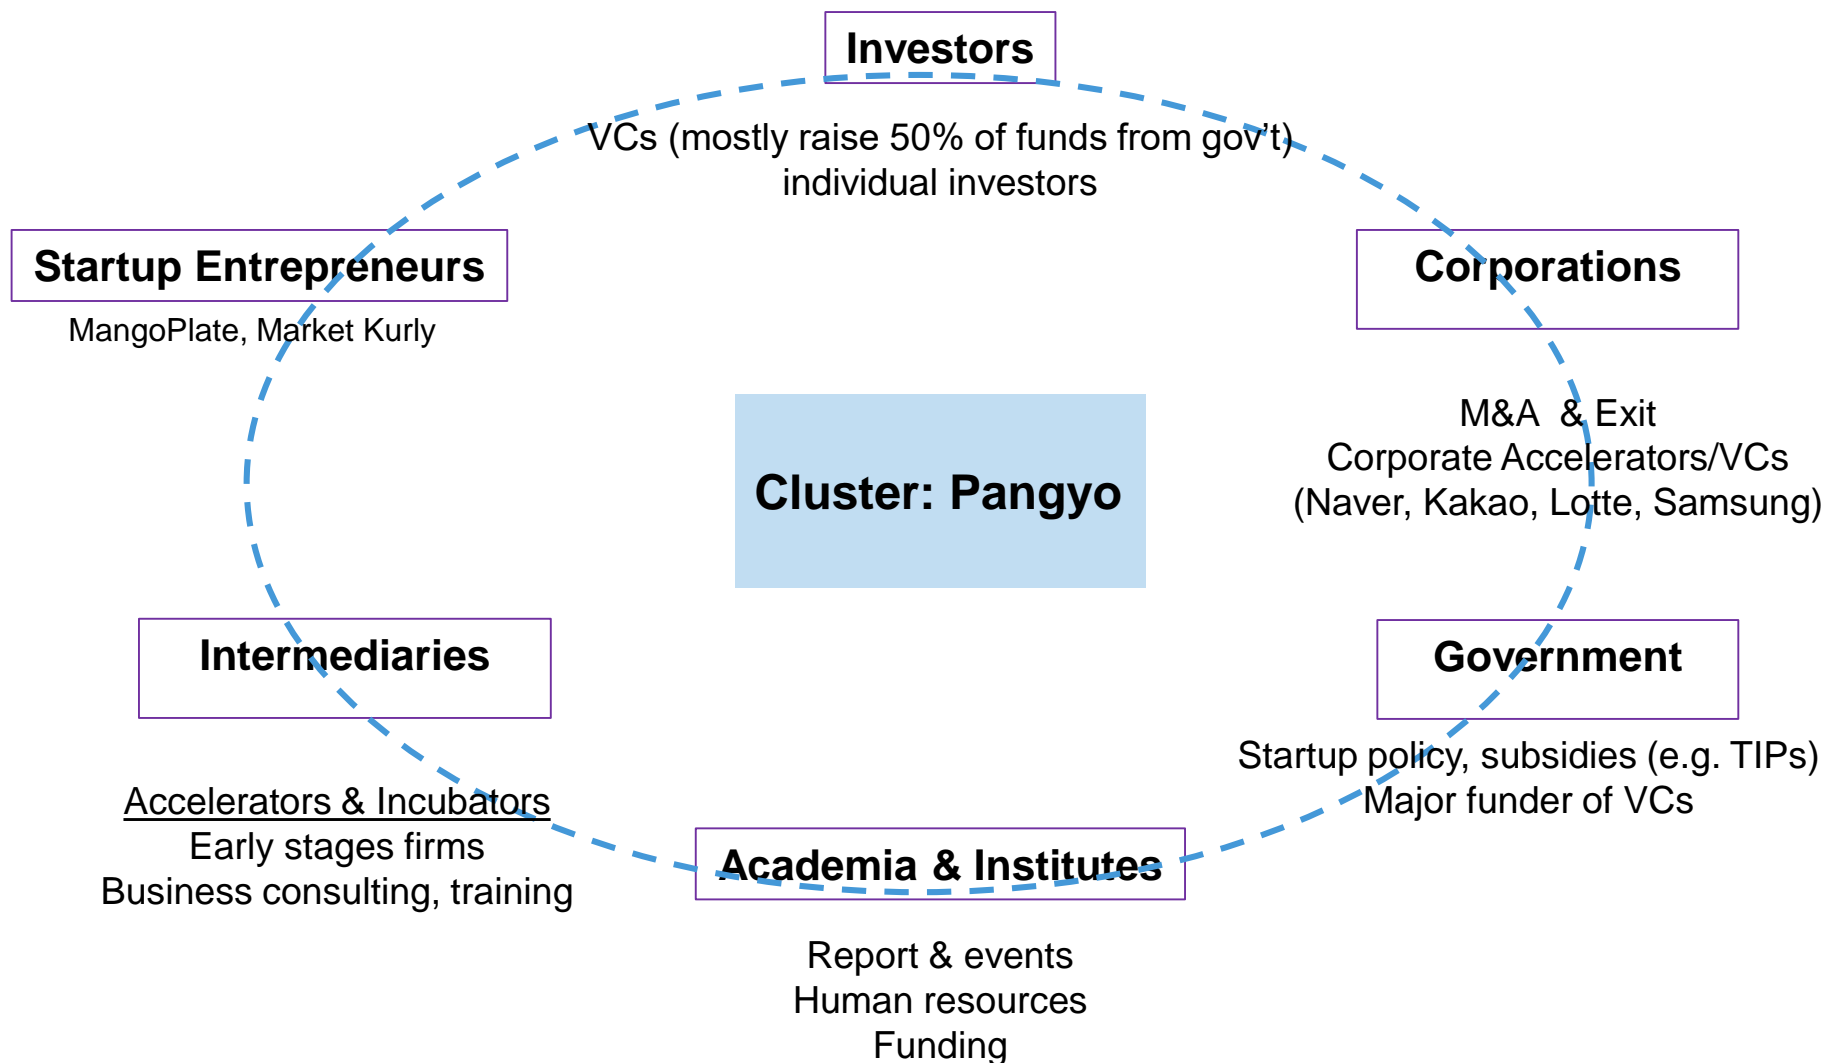 Investors
VCs (mostly raise 50% of funds from gov’t)
individual investors
Startup Entrepreneurs
MangoPlate, Market Kurly
Corporations
M&A & Exit
Corporate Accelerators/VCs
(Naver, Kakao, Lotte, Samsung)
Cluster: Pangyo
Intermediaries
Accelerators & Incubators
Early stages firms
Business consulting, training
Government
Startup policy, subsidies (e.g. TIPs)
Major funder of VCs
Academia & Institutes
Report & events
Human resources
Funding